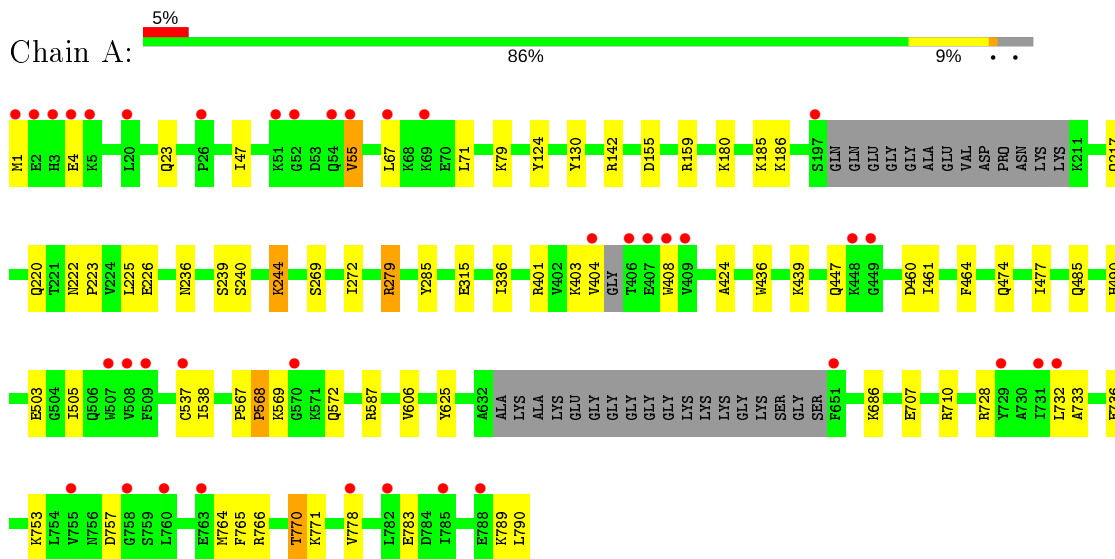 5%
Chain A:
86%
9%
M1 E2 H3 E4 K5 L20 Q23 P26 I47 K51 G52 D53 Q54 V55 L67 K68 K69 E70 L71 K79 Y124 Y130 R142 D155 R159 K180 K185 K186 S197 GLN GLN GLU GLY GLY ALA GLU VAL ASP PRO ASN LYS LYS K211
Q220 T221 N222 P223 V224 L225 E226 N236 S239 S240 K244 S269 I272 R279 Y285 E315 I336 R401 V402 K403 V404 GLY T406 E407 W408 V409 A424 W436 K439 Q447 K448 G449 D460 I461 F464 Q474 I477 Q485
E503 G504 I505 Q506 W507 V508 F509 C537 I538 P567 P568 K569 G570 K571 Q572 R587 Y606 Y625 A632 ALA LYS ALA LYS GLU GLY GLY GLY GLY GLY LYS LYS LYS GLY LYS SER GLY SER F651 K686 E707 R710 R728 Y729 A730 I731 L732 A733
K753 L754 V755 N756 D757 G758 S759 L760 E763 M764 F765 R766 T770 K771 V778 L782 E783 D784 I785 E788 K789 L790